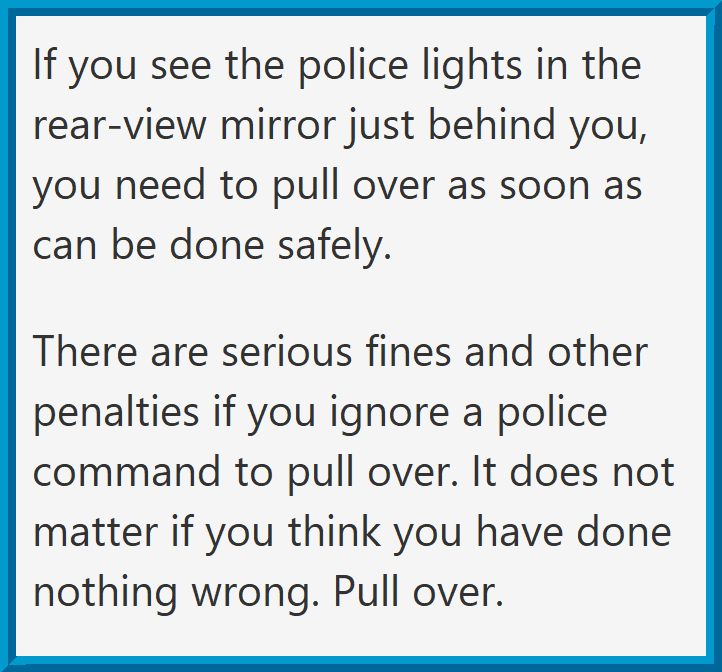 If you see the police lights in the
rear-view mirror just behind you,
you need to pull over as soon as
can be done safely.
There are serious fines and other
penalties if you ignore a police
command to pull over. It does not
matter if you think you have done
nothing wrong. Pull over.